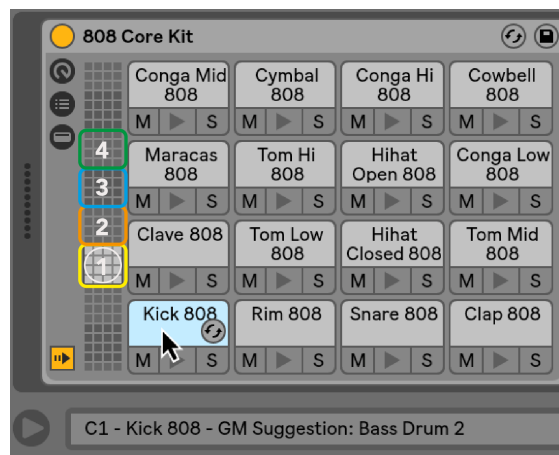 808 Core Kit
Conga Mid 808
Cymbal 808
Conga Hi 808
Cowbell 808
M S M S M S M S
4
Maracas 808
Tom Hi 808
Hihat Open 808
Conga Low 808
M S M S M S M S
3
2
Clave 808
Tom Low 808
Hihat Closed 808
Tom Mid 808
M S M S M S M S
1
Kick 808
Rim 808
Snare 808
Clap 808
M S M S M S M S
C1 - Kick 808 - GM Suggestion: Bass Drum 2